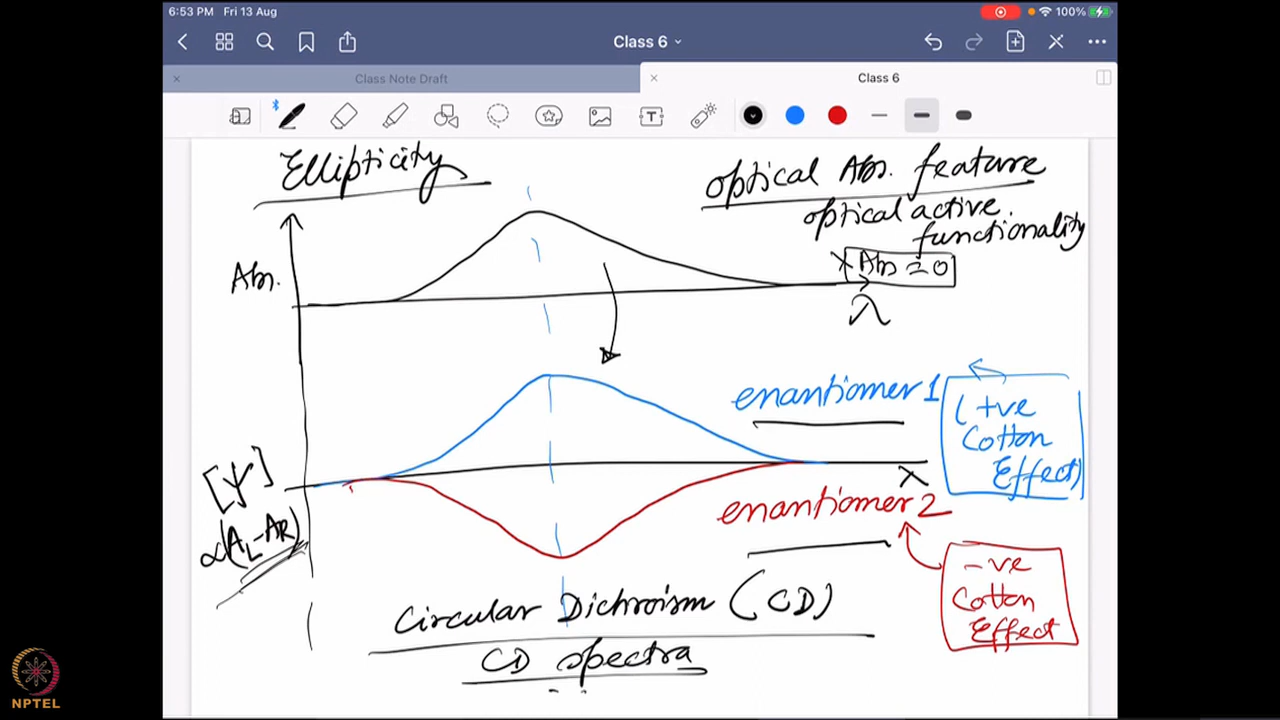 6:53 PM Fri 13 Aug
100%
Class 6
Class Note Draft
Class 6
Ellipticity
optical Abs. feature
optical active
functionality
Abs.
X Abs = 0
λ
enantiomer 1
(+ve
Cotton
Effect)
[ψ]
∝(A_L-A_R)
λ
enantiomer 2
-ve
Cotton
Effect
Circular Dichroism (CD)
CD spectra
NPTEL